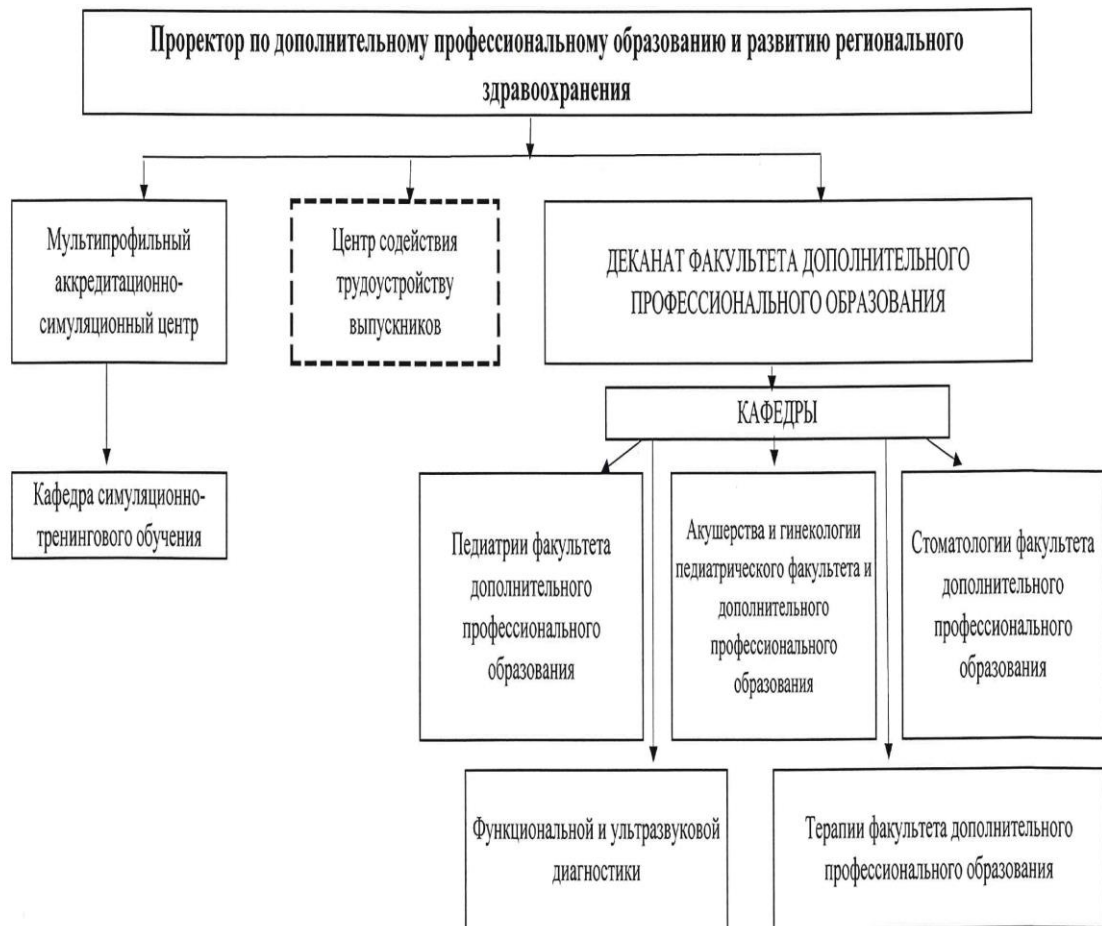 Проректор по дополнительному профессиональному образованию и развитию регионального
здравоохранения
Мультипрофильный
аккредитационно-
симуляционный центр
Центр содействия
трудоустройству
выпускников
ДЕКАНАТ ФАКУЛЬТЕТА ДОПОЛНИТЕЛЬНОГО
ПРОФЕССИОНАЛЬНОГО ОБРАЗОВАНИЯ
КАФЕДРЫ
Кафедра симуляционно-
тренингового обучения
Педиатрии факультета
дополнительного
профессионального
образования
Акушерства и гинекологии
педиатрического факультета и
дополнительного
профессионального
образования
Стоматологии факультета
дополнительного
профессионального
образования
Функциональной и ультразвуковой
диагностики
Терапии факультета дополнительного
профессионального образования